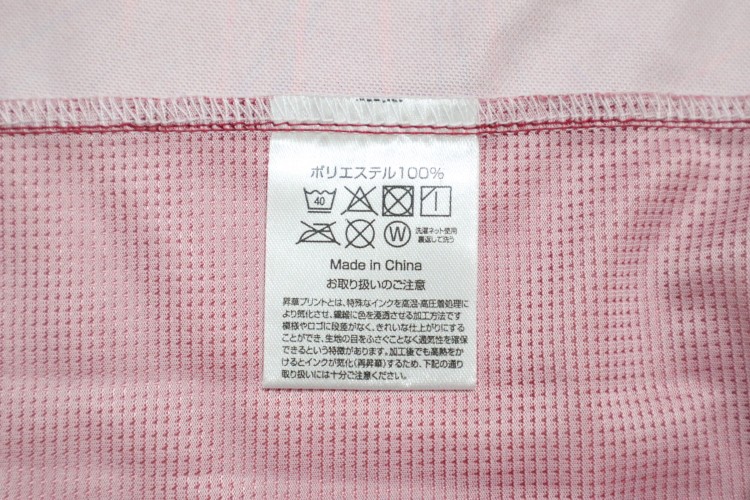 ポリエステル100%
40
W
洗濯ネット使用
裏返して洗う
Made in China
お取り扱いのご注意
昇華プリントとは、特殊なインクを高温・高圧着処理に
より気化させ、繊維に色を浸透させる加工方法です
模様やロゴに段差がなく、きれいな仕上がりにする
ことができ、生地の目をふさぐことなく通気性を確保
できるという特徴があります。加工後でも高熱をか
けるとインクが気化(再昇華)するため、下記の通り
取り扱いには十分ご注意ください。